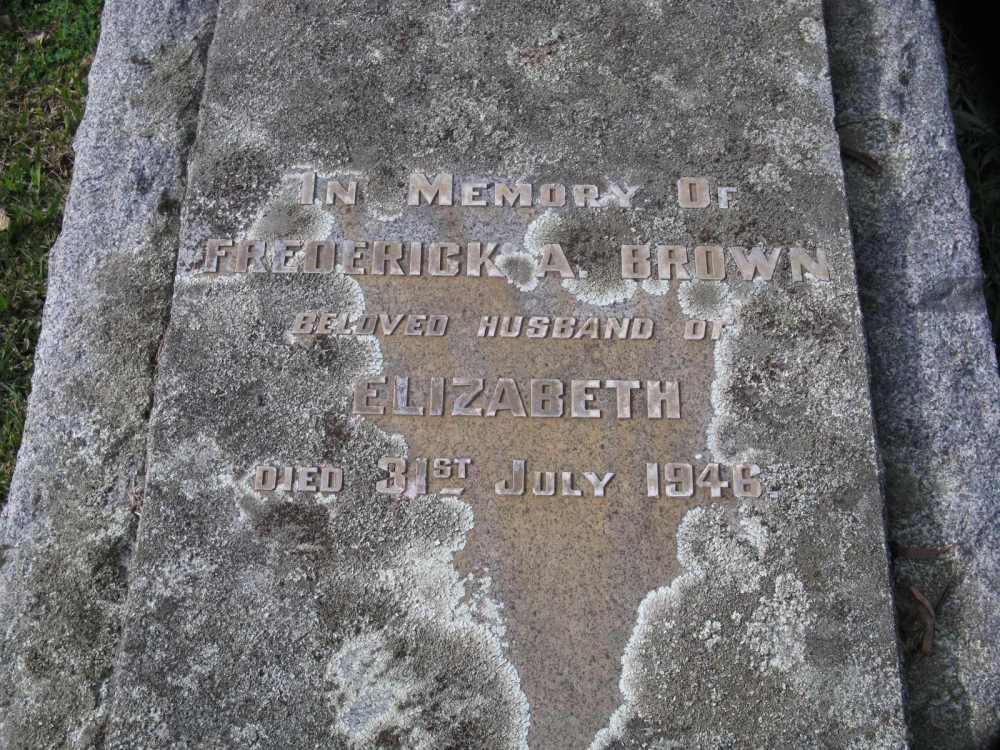 IN MEMORY OF
FREDERICK A. BROWN
BELOVED HUSBAND OF
ELIZABETH
DIED 31ST JULY 1946.